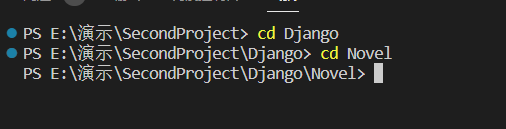 PS E:\演示\SecondProject> cd Django
PS E:\演示\SecondProject\Django> cd Novel
PS E:\演示\SecondProject\Django\Novel>